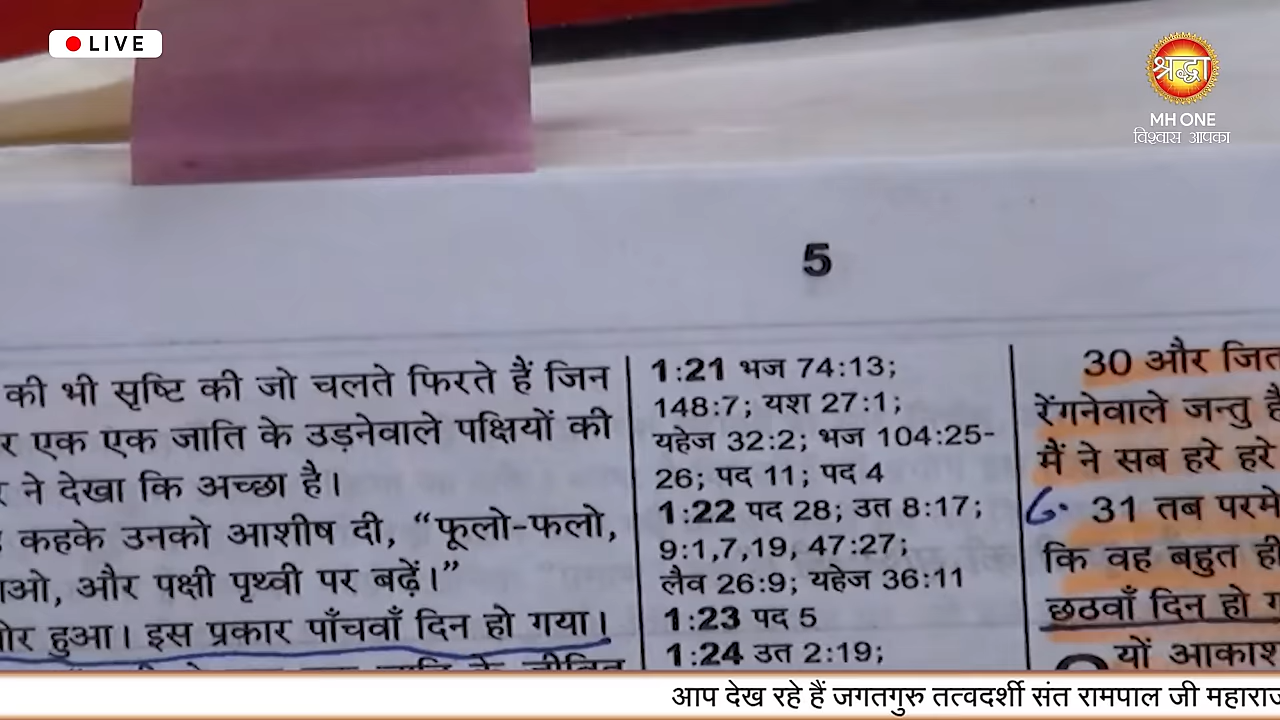 LIVE
श्रद्धा
MH ONE
विश्वास आपका
5
की भी सृष्टि की जो चलते फिरते हैं जिन
एक एक जाति के उड़नेवाले पक्षियों की
ने देखा कि अच्छा है।
कहके उनको आशीष दी, “फूलो-फलो,
और पक्षी पृथ्वी पर बढ़ें।”
हुआ। इस प्रकार पाँचवाँ दिन हो गया।
1:21 भज 74:13;
148:7; यश 27:1;
यहेज 32:2; भज 104:25-
26; पद 11; पद 4
1:22 पद 28; उत 8:17;
9:1,7,19, 47:27;
लैव 26:9; यहेज 36:11
1:23 पद 5
1:24 उत 2:19;
30 और जित
रेंगनेवाले जन्तु
मैं ने सब हरे हरे
6. 31 तब परमे
कि वह बहुत ही
छठवाँ दिन हो
यों आकाश
आप देख रहे हैं जगतगुरु तत्वदर्शी संत रामपाल जी महाराज